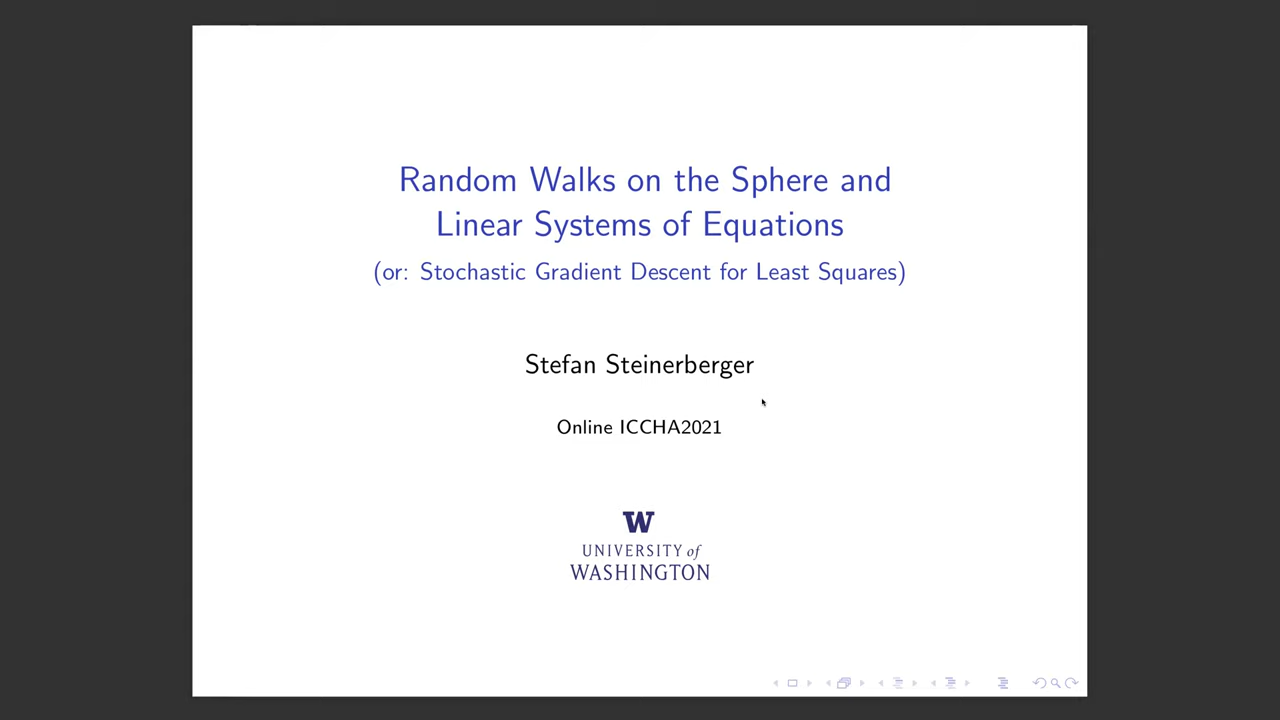 Random Walks on the Sphere and
Linear Systems of Equations
(or: Stochastic Gradient Descent for Least Squares)
Stefan Steinerberger
Online ICCHA2021
W
UNIVERSITY of
WASHINGTON